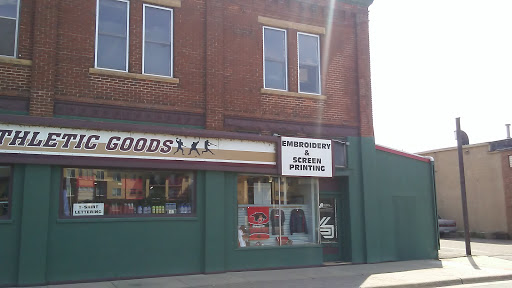 THLETIC GOODS
EMBROIDERY
&
SCREEN
PRINTING
T-SHIRT
LETTERING